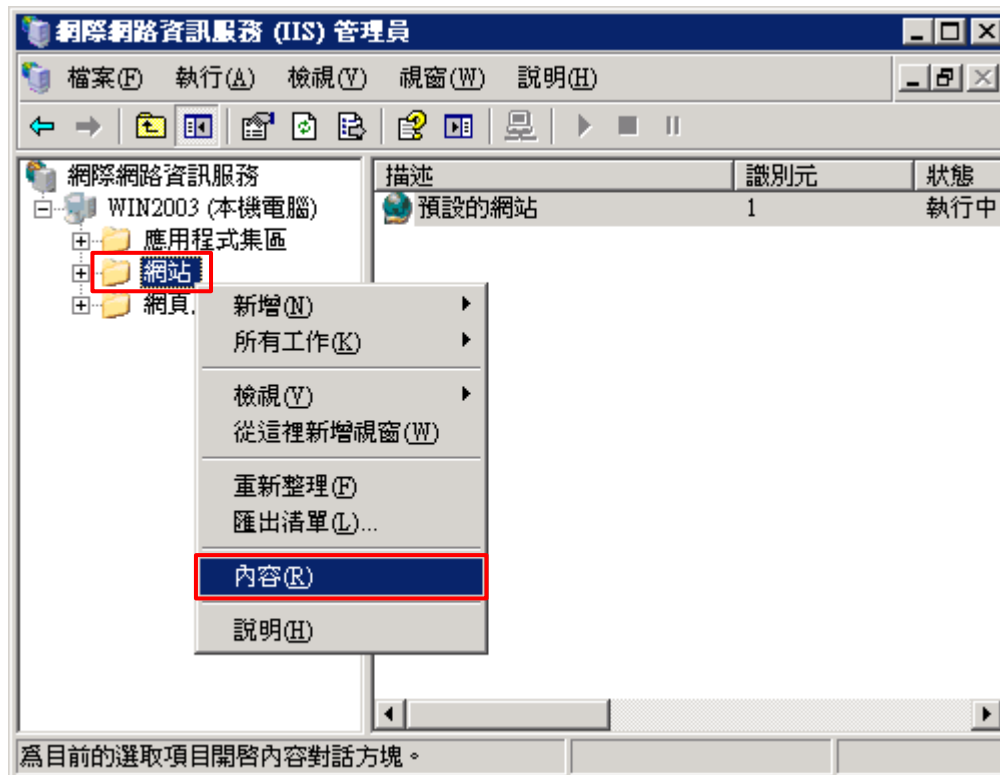 網際網路資訊服務 (IIS) 管理員
檔案(F) 執行(A) 檢視(V) 視窗(W) 說明(H)
網際網路資訊服務
WIN2003 (本機電腦)
應用程式集區
網站
網頁
描述 識別元 狀態
預設的網站 1 執行中
新增(N)
所有工作(K)
檢視(V)
從這裡新增視窗(W)
重新整理(F)
匯出清單(L)...
內容(R)
說明(H)
為目前的選取項目開啓內容對話方塊。